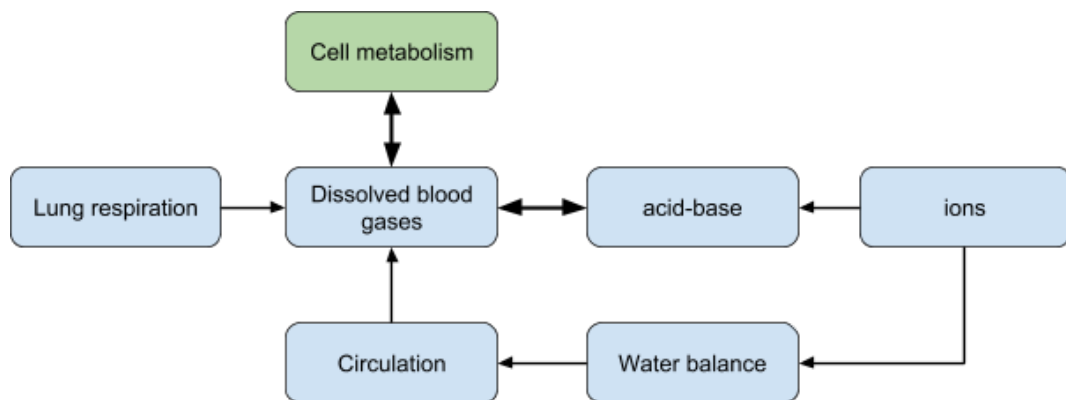 Cell metabolism
Lung respiration
Dissolved blood
gases
acid-base
ions
Circulation
Water balance